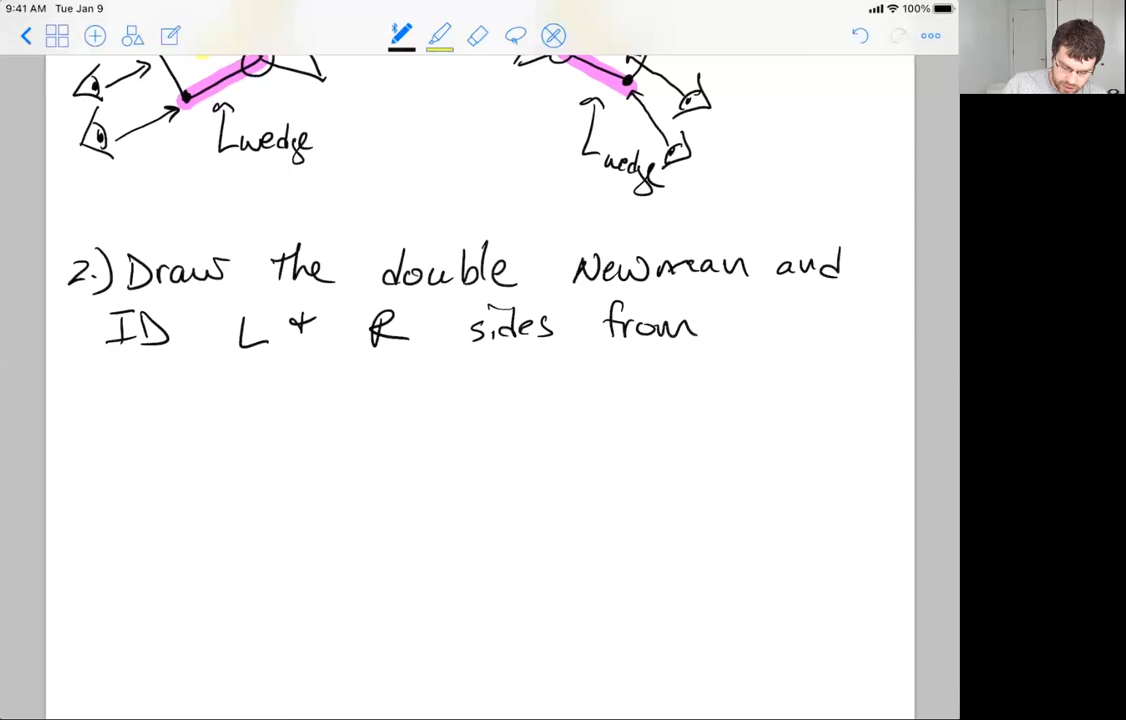 9:41 AM Tue Jan 9
100%
Lwedge
Lwedge
2.) Draw the double Newman and
ID L + R sides from